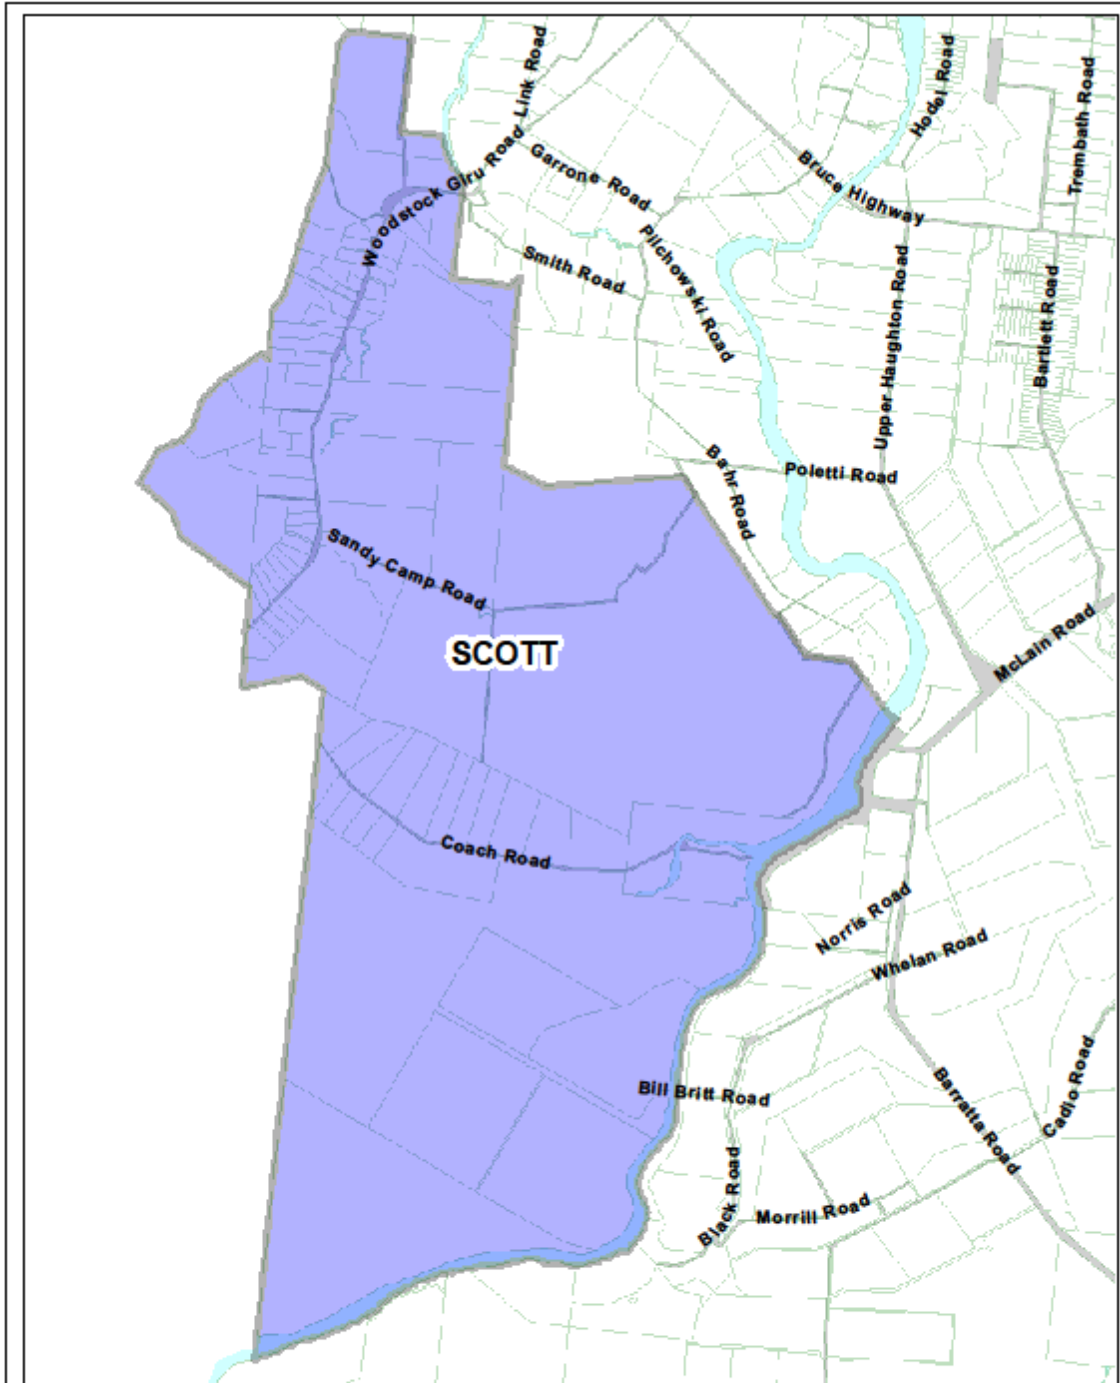 Link Road
Hodel Road
Trembath Road
Woodstock Giru Road
Garrone Road
Bruce Highway
Smith Road
Pilchowski Road
Upper Haughton Road
Bartlett Road
Bahr Road
Poletti Road
Sandy Camp Road
SCOTT
McLain Road
Coach Road
Norris Road
Whelan Road
Bill Britt Road
Barratta Road
Cadio Road
Black Road
Morrill Road